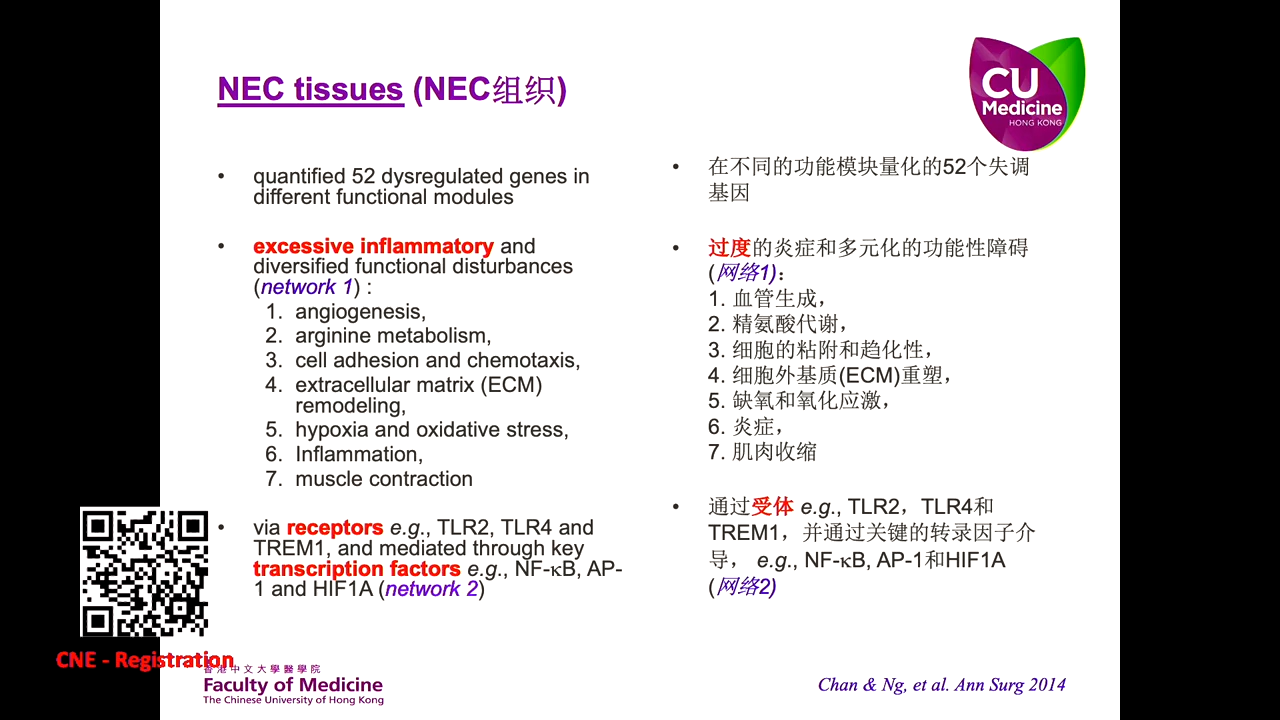 NEC tissues (NEC组织)
CU
Medicine
HONG KONG
• quantified 52 dysregulated genes in
different functional modules
• excessive inflammatory and
diversified functional disturbances
(network 1) :
1. angiogenesis,
2. arginine metabolism,
3. cell adhesion and chemotaxis,
4. extracellular matrix (ECM)
remodeling,
5. hypoxia and oxidative stress,
6. Inflammation,
7. muscle contraction
• via receptors e.g., TLR2, TLR4 and
TREM1, and mediated through key
transcription factors e.g., NF-κB, AP-
1 and HIF1A (network 2)
• 在不同的功能模块量化的52个失调
基因
• 过度的炎症和多元化的功能性障碍
(网络1)：
1. 血管生成，
2. 精氨酸代谢，
3. 细胞的粘附和趋化性，
4. 细胞外基质(ECM)重塑，
5. 缺氧和氧化应激，
6. 炎症，
7. 肌肉收缩
• 通过受体 e.g., TLR2，TLR4和
TREM1，并通过关键的转录因子介
导， e.g., NF-κB, AP-1和HIF1A
(网络2)
CNE - Registration
香港中文大學醫學院
Faculty of Medicine
The Chinese University of Hong Kong
Chan & Ng, et al. Ann Surg 2014